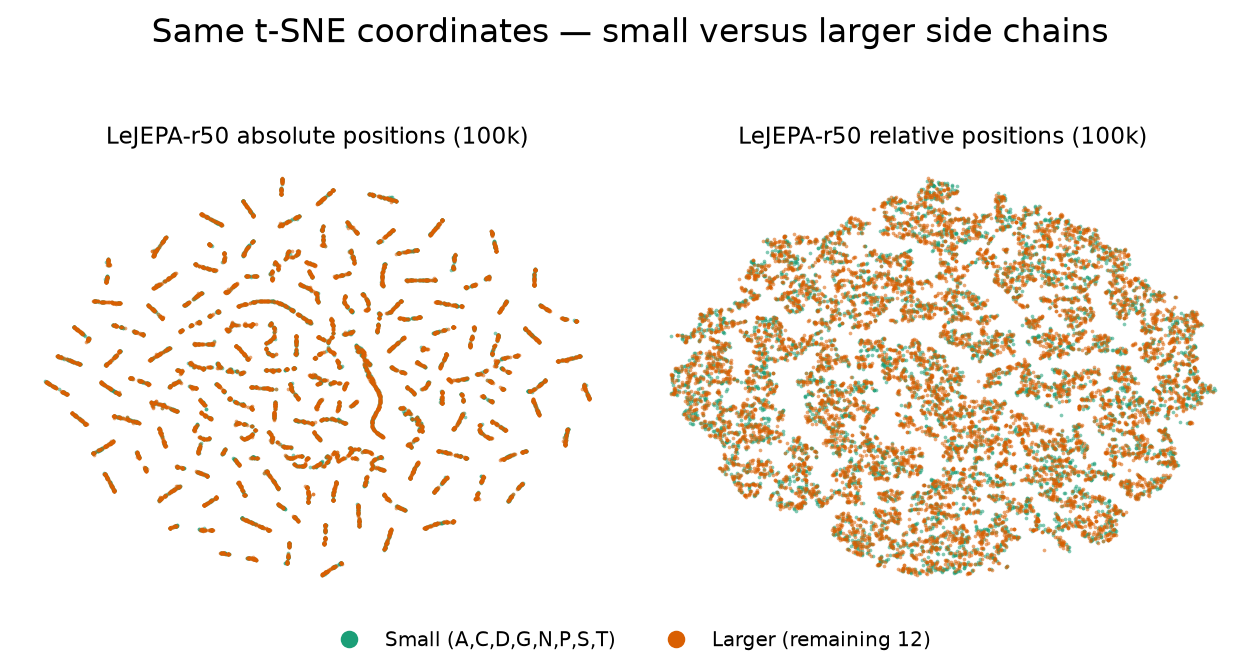 Same t-SNE coordinates — small versus larger side chains
LeJEPA-r50 absolute positions (100k)
LeJEPA-r50 relative positions (100k)
Small (A,C,D,G,N,P,S,T)
Larger (remaining 12)